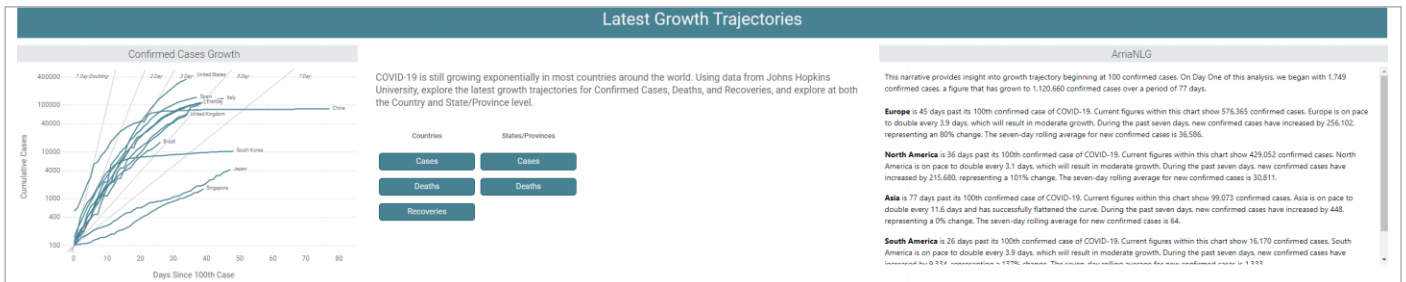 Latest Growth Trajectories
Confirmed Cases Growth
400000
100000
40000
10000
4000
1000
400
100
Cumulative Cases
1 Day Doubling
2 Day
3 Day
5 Day
7 Day
United States
Spain
Italy
China
United Kingdom
Brazil
South Korea
Japan
Singapore
0 10 20 30 40 50 60 70 80
Days Since 100th Case
COVID-19 is still growing exponentially in most countries around the world. Using data from Johns Hopkins
University, explore the latest growth trajectories for Confirmed Cases, Deaths, and Recoveries, and explore at both
the Country and State/Province level.
Countries States/Provinces
Cases Cases
Deaths Deaths
Recoveries
ArriaNLG
This narrative provides insight into growth trajectory beginning at 100 confirmed cases. On Day One of this analysis, we began with 1,749
confirmed cases, a figure that has grown to 1,120,660 confirmed cases over a period of 77 days.
Europe is 45 days past its 100th confirmed case of COVID-19. Current figures within this chart show 576,365 confirmed cases. Europe is on pace
to double every 3.9 days, which will result in moderate growth. During the past seven days, new confirmed cases have increased by 256,102,
representing an 80% change. The seven-day rolling average for new confirmed cases is 36,586.
North America is 36 days past its 100th confirmed case of COVID-19. Current figures within this chart show 429,052 confirmed cases. North
America is on pace to double every 3.1 days, which will result in moderate growth. During the past seven days, new confirmed cases have
increased by 215,680, representing a 101% change. The seven-day rolling average for new confirmed cases is 30,811.
Asia is 77 days past its 100th confirmed case of COVID-19. Current figures within this chart show 99,073 confirmed cases. Asia is on pace to
double every 11.6 days and has successfully flattened the curve. During the past seven days, new confirmed cases have increased by 448,
representing a 0% change. The seven-day rolling average for new confirmed cases is 64.
South America is 26 days past its 100th confirmed case of COVID-19. Current figures within this chart show 16,170 confirmed cases. South
America is on pace to double every 3.9 days, which will result in moderate growth. During the past seven days, new confirmed cases have
increased by 9,334, representing a 137% change. The seven-day rolling average for new confirmed cases is 1,333.